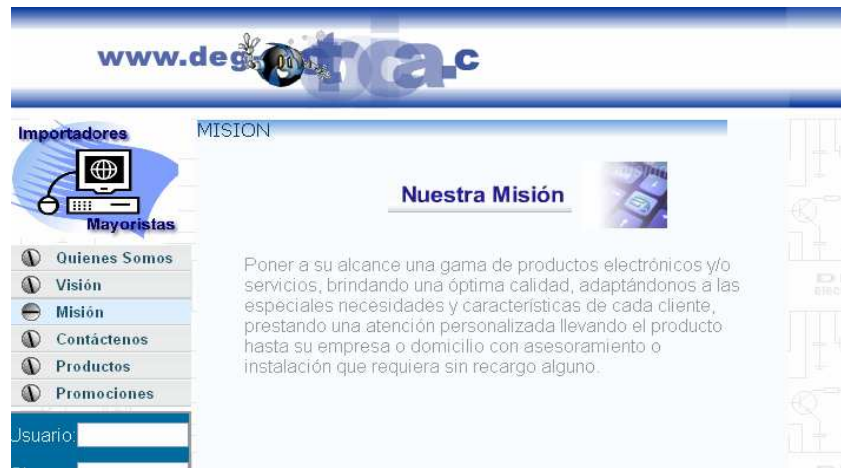 www.deg
ia.c
Importadores
Mayoristas
MISION
Nuestra Misión
Quienes Somos
Visión
Misión
Contáctenos
Productos
Promociones
Usuario:
Poner a su alcance una gama de productos electrónicos y/o
servicios, brindando una óptima calidad, adaptándonos a las
especiales necesidades y características de cada cliente,
prestando una atención personalizada llevando el producto
hasta su empresa o domicilio con asesoramiento o
instalación que requiera sin recargo alguno.